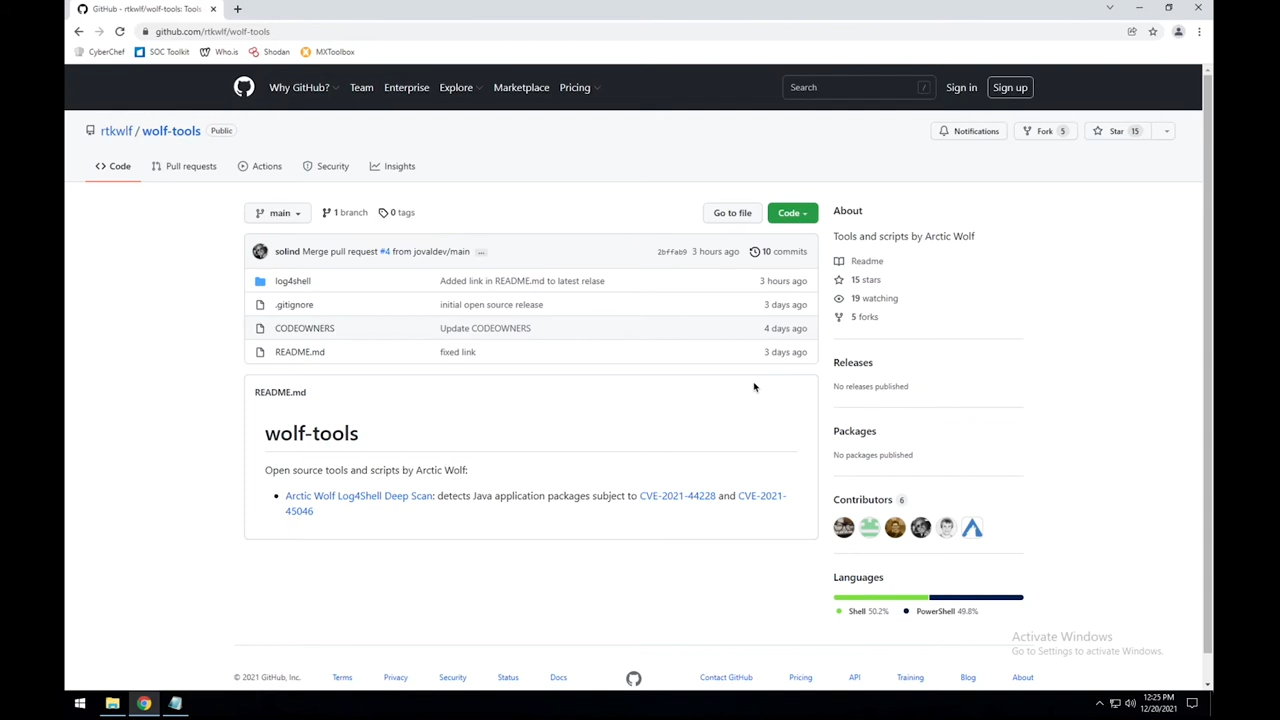 GitHub - rtkwlf/wolf-tools: Tools
github.com/rtkwlf/wolf-tools
CyberChef SOC Toolkit Who.is Shodan MXToolbox
Why GitHub? Team Enterprise Explore Marketplace Pricing Search / Sign in Sign up
rtkwlf / wolf-tools Public Notifications Fork 5 Star 15
Code Pull requests Actions Security Insights
main 1 branch 0 tags Go to file Code
solind Merge pull request #4 from jovaldev/main ... 2bffab9 3 hours ago 10 commits
log4shell Added link in README.md to latest relase 3 hours ago
.gitignore initial open source release 3 days ago
CODEOWNERS Update CODEOWNERS 4 days ago
README.md fixed link 3 days ago
README.md
wolf-tools
Open source tools and scripts by Arctic Wolf:
Arctic Wolf Log4Shell Deep Scan: detects Java application packages subject to CVE-2021-44228 and CVE-2021-
45046
About
Tools and scripts by Arctic Wolf
Readme
15 stars
19 watching
5 forks
Releases
No releases published
Packages
No packages published
Contributors 6
Languages
Shell 50.2% PowerShell 49.8%
Activate Windows
Go to Settings to activate Windows.
© 2021 GitHub, Inc. Terms Privacy Security Status Docs Contact GitHub Pricing API Training Blog About
12:25 PM
12/20/2021